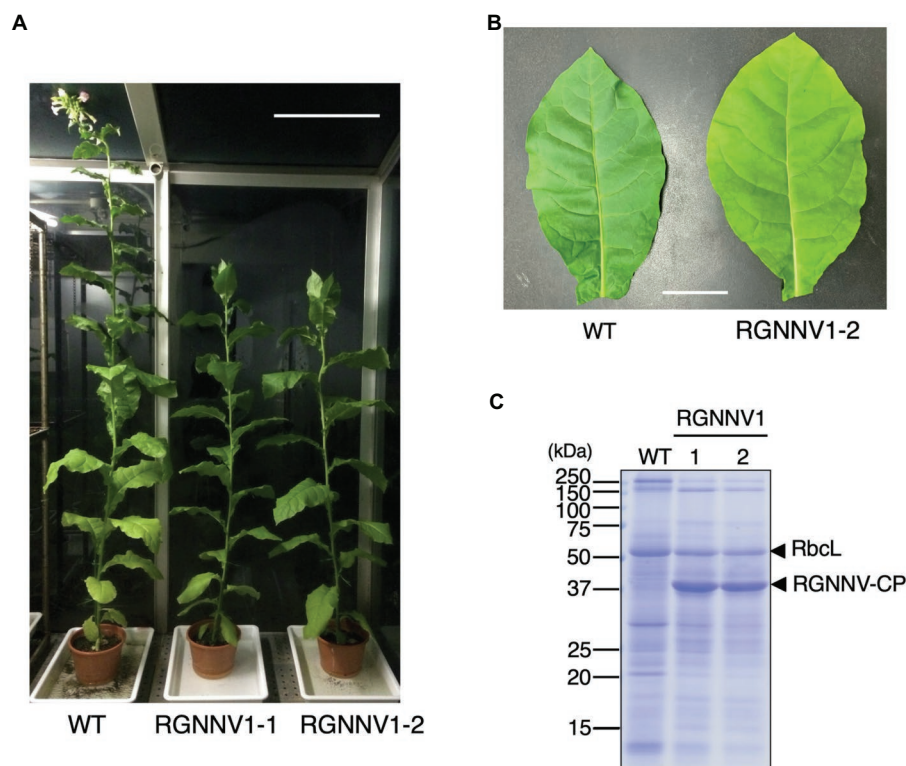 A
WT RGNNV1-1 RGNNV1-2
B
WT RGNNV1-2
C
RGNNV1
(kDa) WT 1 2
250
150
100
75
RbcL
50
RGNNV-CP
37
25
20
15